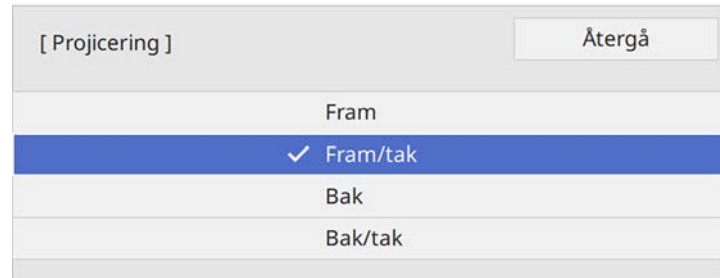 [ Projicering ]
Återgå
Fram
✓ Fram/tak
Bak
Bak/tak